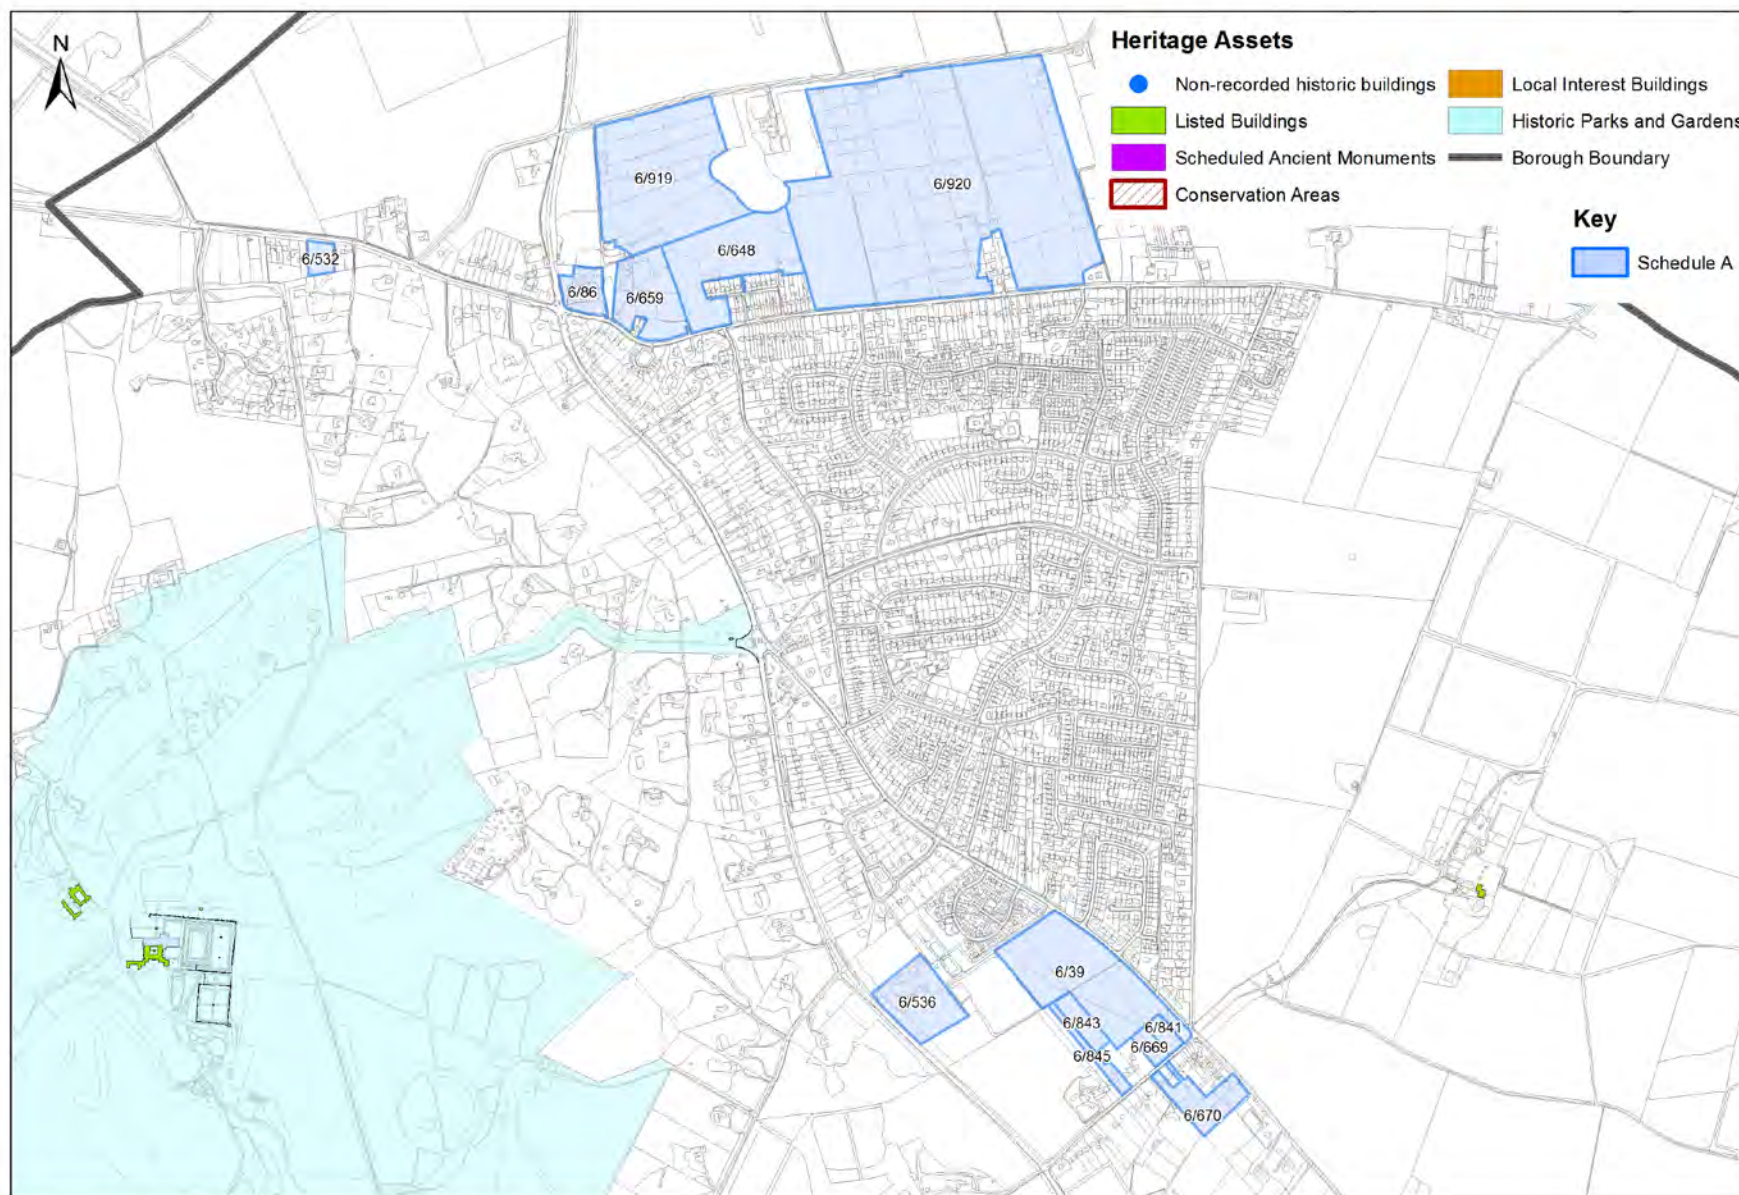 N
Heritage Assets
Non-recorded historic buildings
Local Interest Buildings
Listed Buildings
Historic Parks and Gardens
Scheduled Ancient Monuments
Borough Boundary
Conservation Areas
Key
Schedule A
6/919
6/920
6/648
6/532
6/86
6/659
6/39
6/536
6/843
6/841
6/845
6/669
6/670